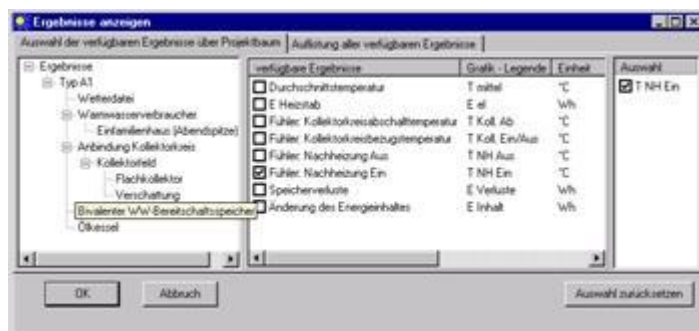 Ergebnisse anzeigen
Auswahl der verfügbaren Ergebnisse über Projektbaum
Auflistung aller verfügbaren Ergebnisse
Ergebnisse
Typ A1
Wetterdatei
Warmwasserverbraucher
Einfamilienhaus (Abendspitze)
Anbindung Kollektorkreis
Kollektorfeld
Flachkollektor
Verschattung
Bivalenter WW-Bereitschaftsspeicher
Ölkessel
verfügbare Ergebnisse Grafik - Legende Einheit
Durchschnittstemperatur T mittel °C
E Heizstab E el Wh
Fühler: Kollektorkreisabschalttemperatur T Koll. Ab °C
Fühler: Kollektorkreisbezugstemperatur T Koll. Ein/Aus °C
Fühler: Nachheizung Aus T NH Aus °C
Fühler: Nachheizung Ein T NH Ein °C
Speicherverluste E Verluste Wh
Änderung des Energieinhaltes E Inhalt Wh
Auswahl
T NH Ein
OK
Abbruch
Auswahl zurücksetzen